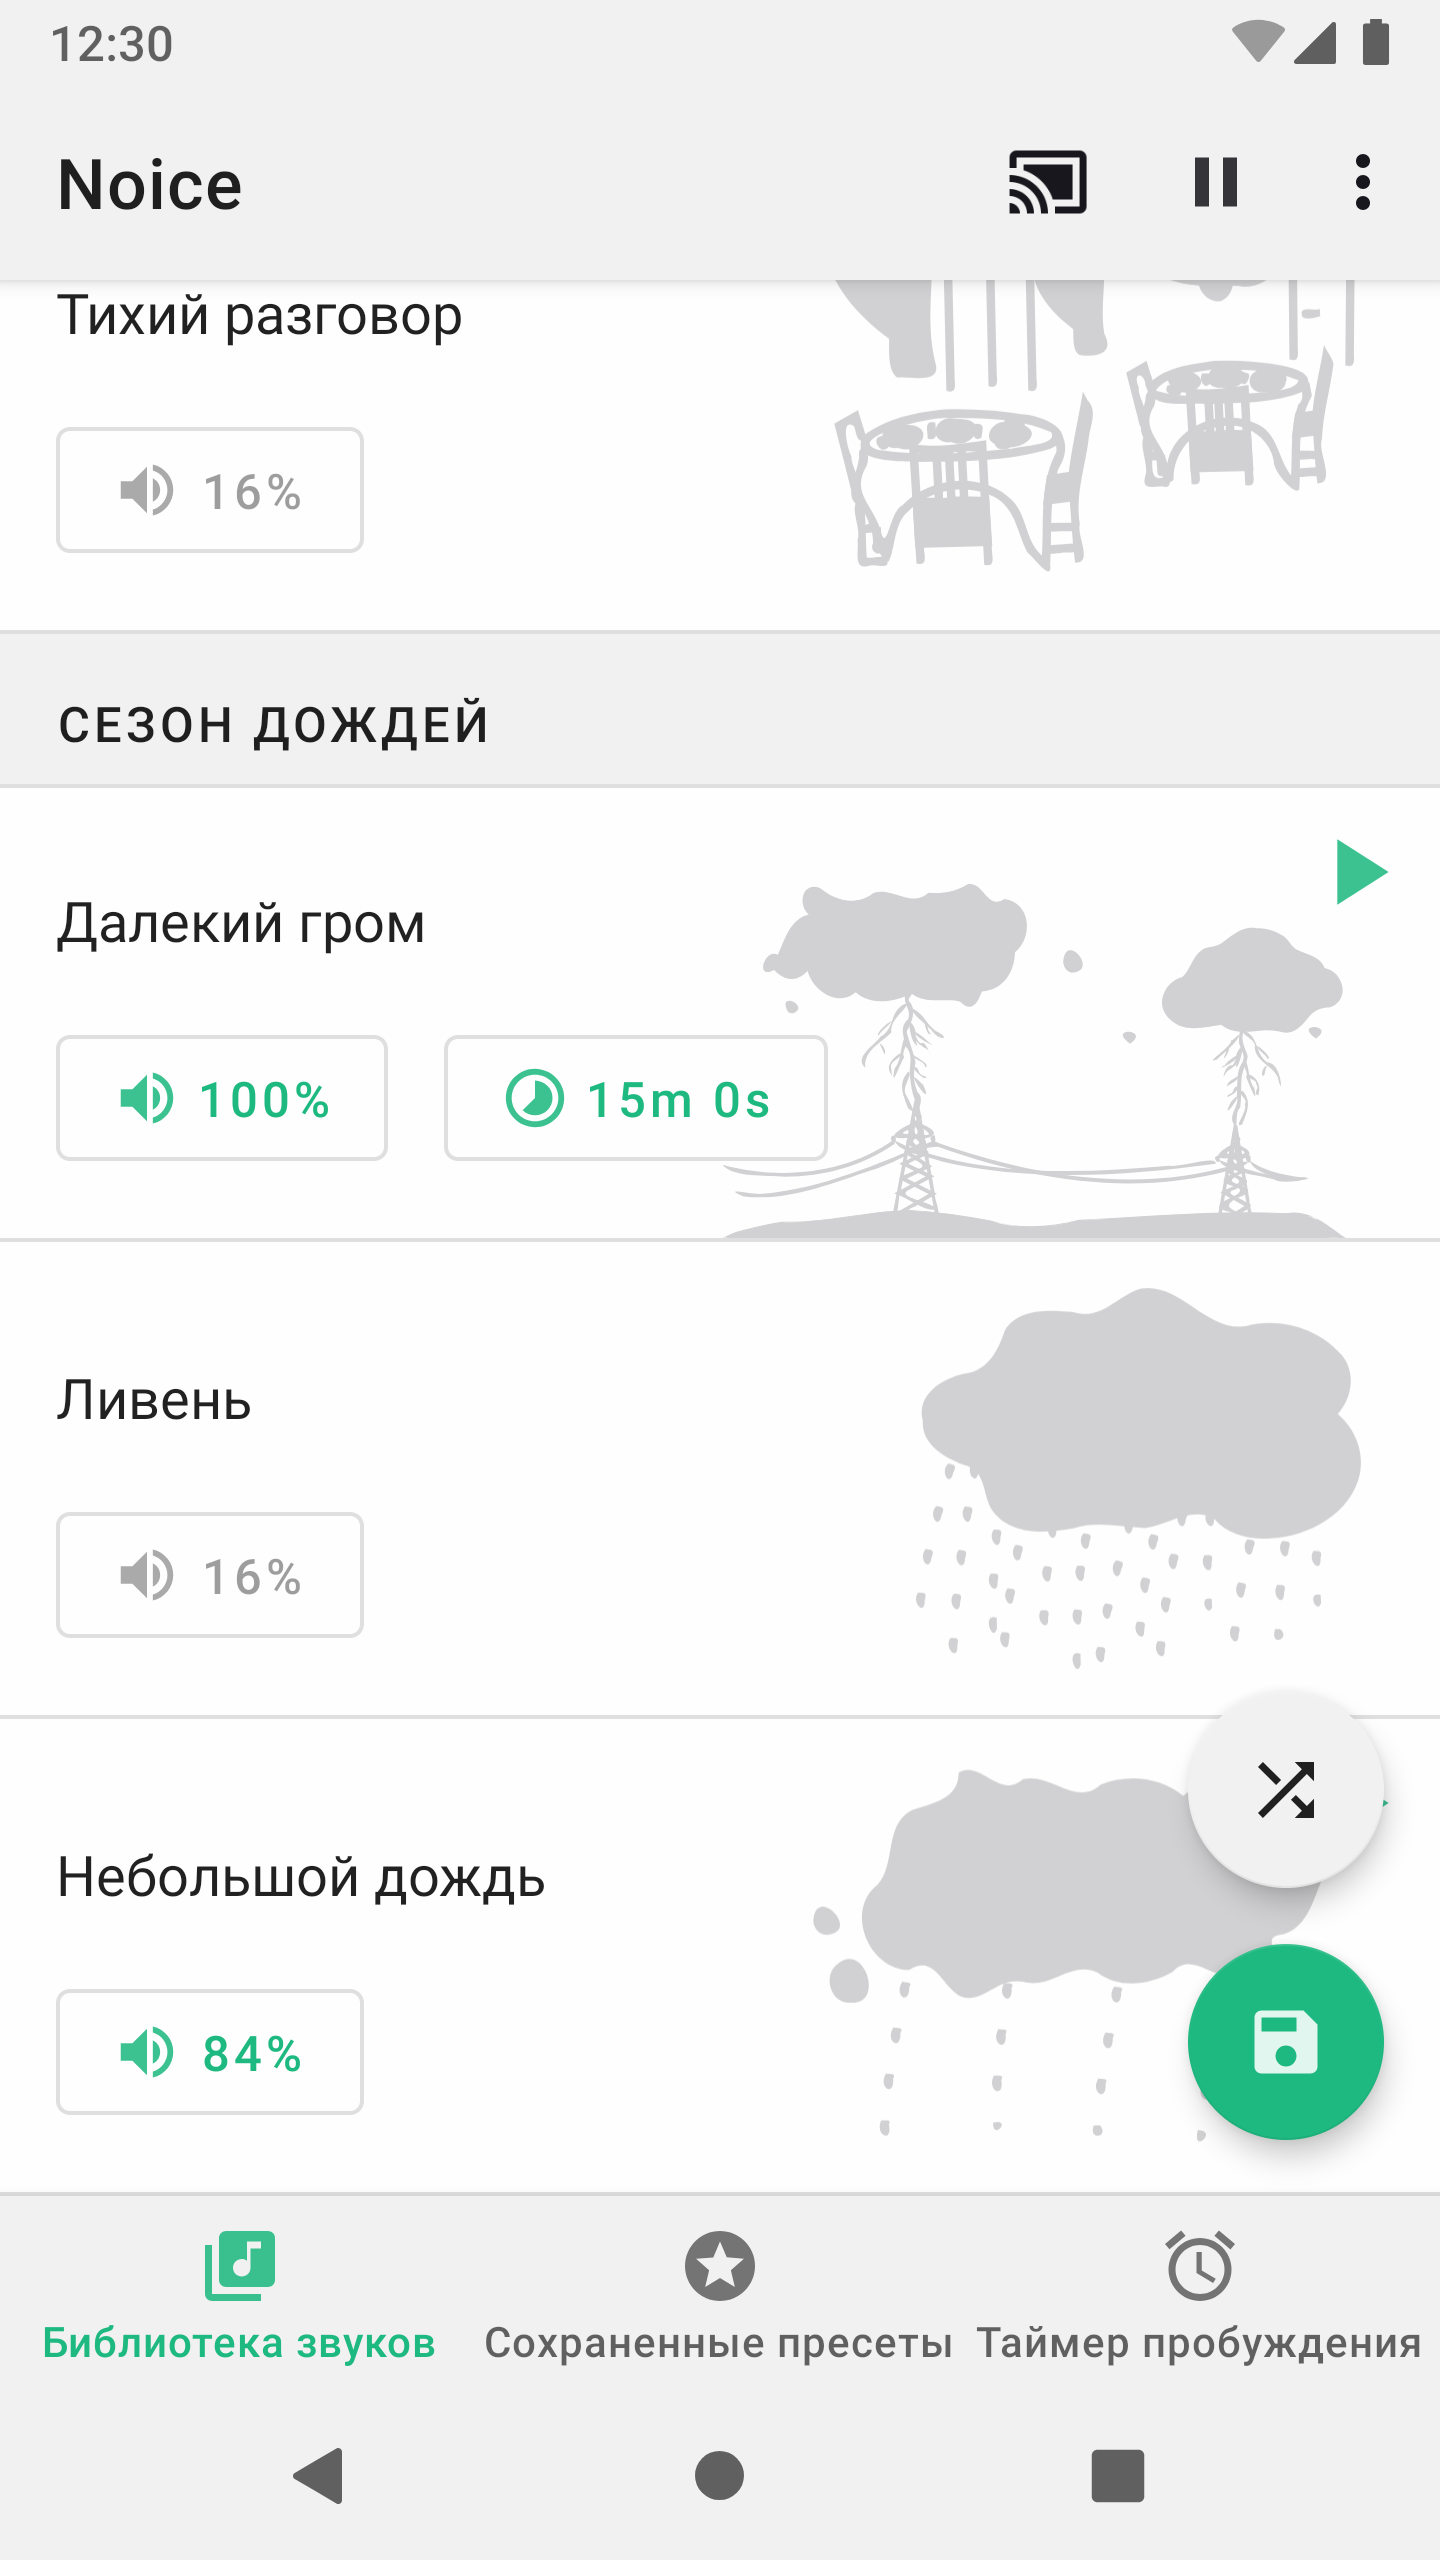 12:30
Noice
Тихий разговор
16%
СЕЗОН ДОЖДЕЙ
Далекий гром
100% 15m 0s
Ливень
16%
Небольшой дождь
84%
Библиотека звуков Сохраненные пресеты Таймер пробуждения